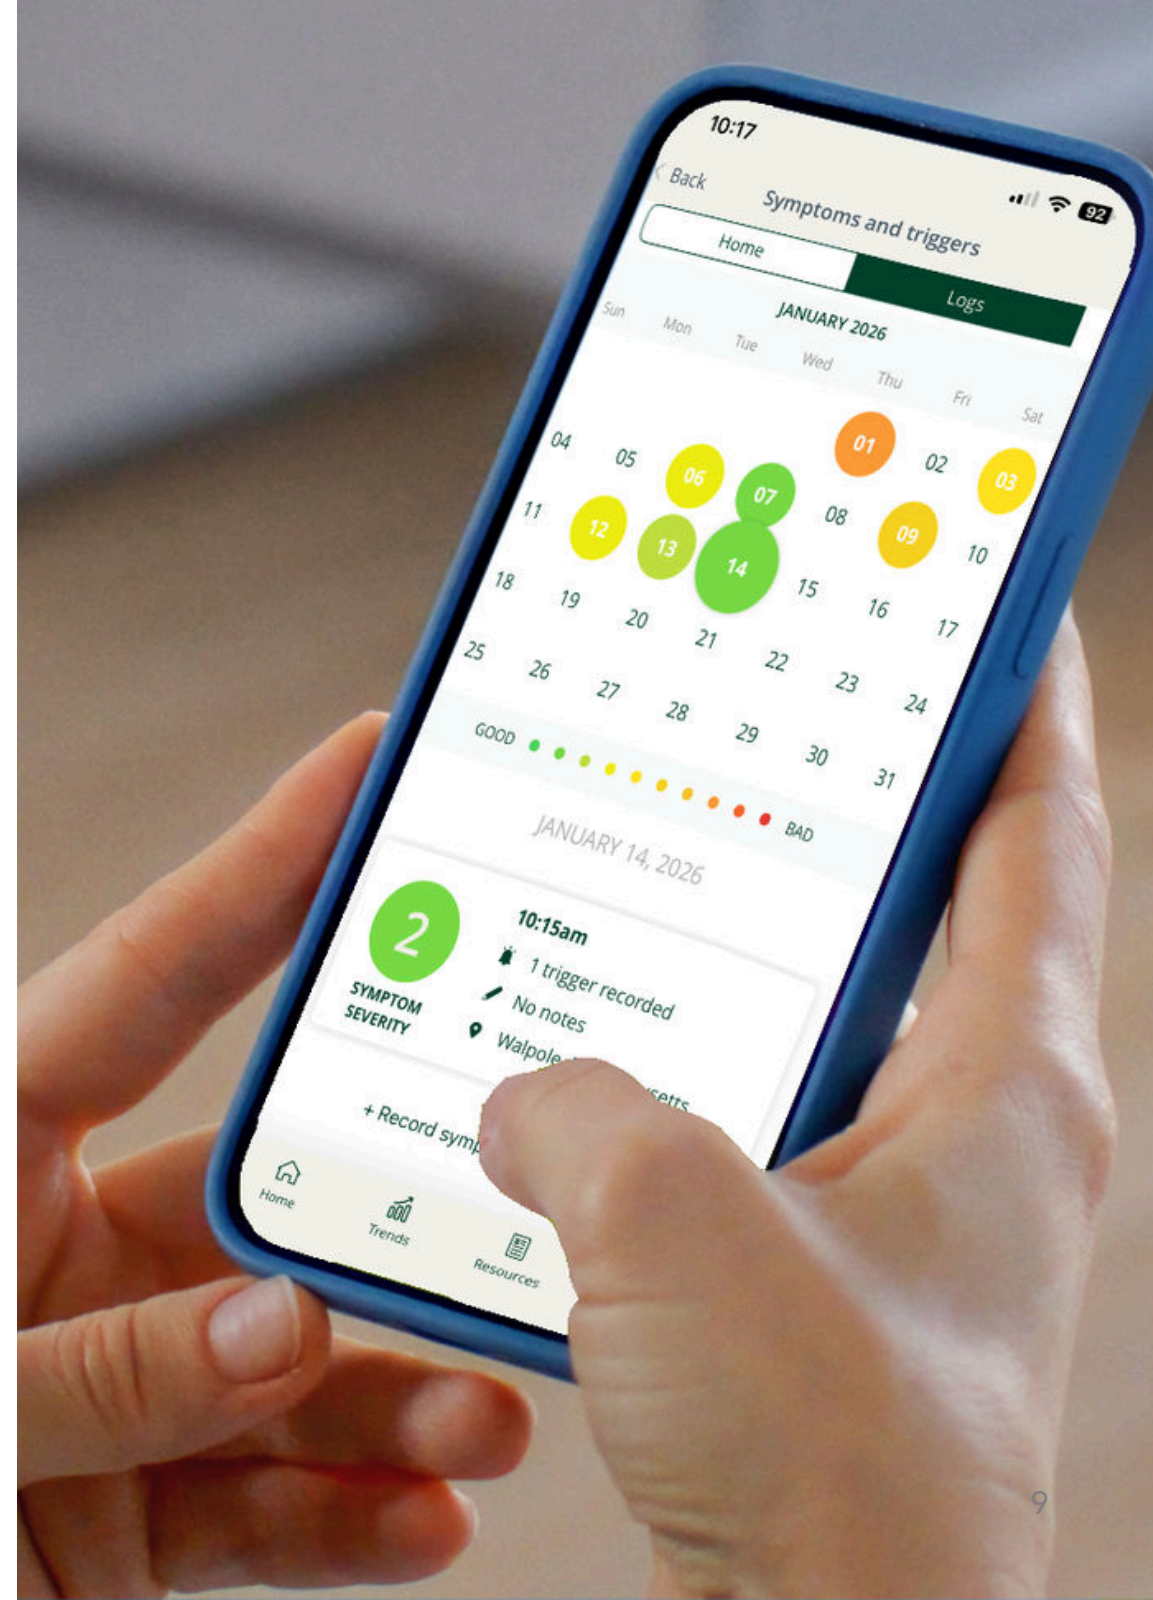 10:17
92
Back
Symptoms and triggers
Home
Logs
JANUARY 2026
Sun Mon Tue Wed Thu Fri Sat
01 02 03
04 05 06 07 08 09 10
11 12 13 14 15 16 17
18 19 20 21 22 23 24
25 26 27 28 29 30 31
GOOD BAD
JANUARY 14, 2026
2
SYMPTOM
SEVERITY
10:15am
1 trigger recorded
No notes
Walpole
+ Record
Home
Trends
Resources
9